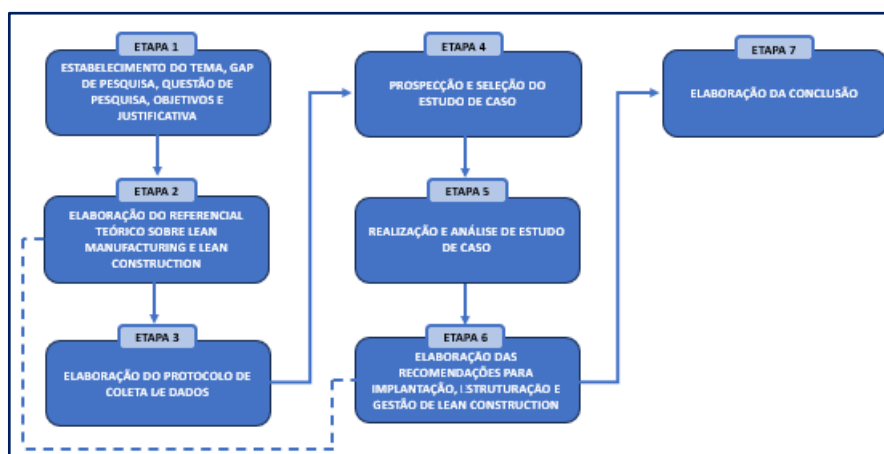 ETAPA 1
ESTABELECIMENTO DO TEMA, GAP
DE PESQUISA, QUESTÃO DE
PESQUISA, OBJETIVOS E
JUSTIFICATIVA
ETAPA 2
ELABORAÇÃO DO REFERENCIAL
TEÓRICO SOBRE LEAN
MANUFACTURING E LEAN
CONSTRUCTION
ETAPA 3
ELABORAÇÃO DO PROTOCOLO DE
COLETA DE DADOS
ETAPA 4
PROSPECÇÃO E SELEÇÃO DO
ESTUDO DE CASO
ETAPA 5
REALIZAÇÃO E ANÁLISE DE ESTUDO
DE CASO
ETAPA 6
ELABORAÇÃO DAS
RECOMENDAÇÕES PARA
IMPLANTAÇÃO, ESTRUTURAÇÃO E
GESTÃO DE LEAN CONSTRUCTION
ETAPA 7
ELABORAÇÃO DA CONCLUSÃO